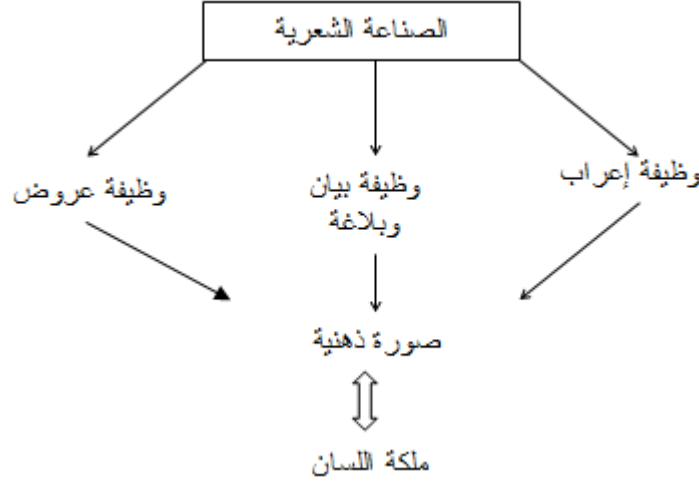 الصناعة الشعرية
وظيفة إعراب
وظيفة بيان
وبلاغة
وظيفة عروض
صورة ذهنية
ملكة اللسان